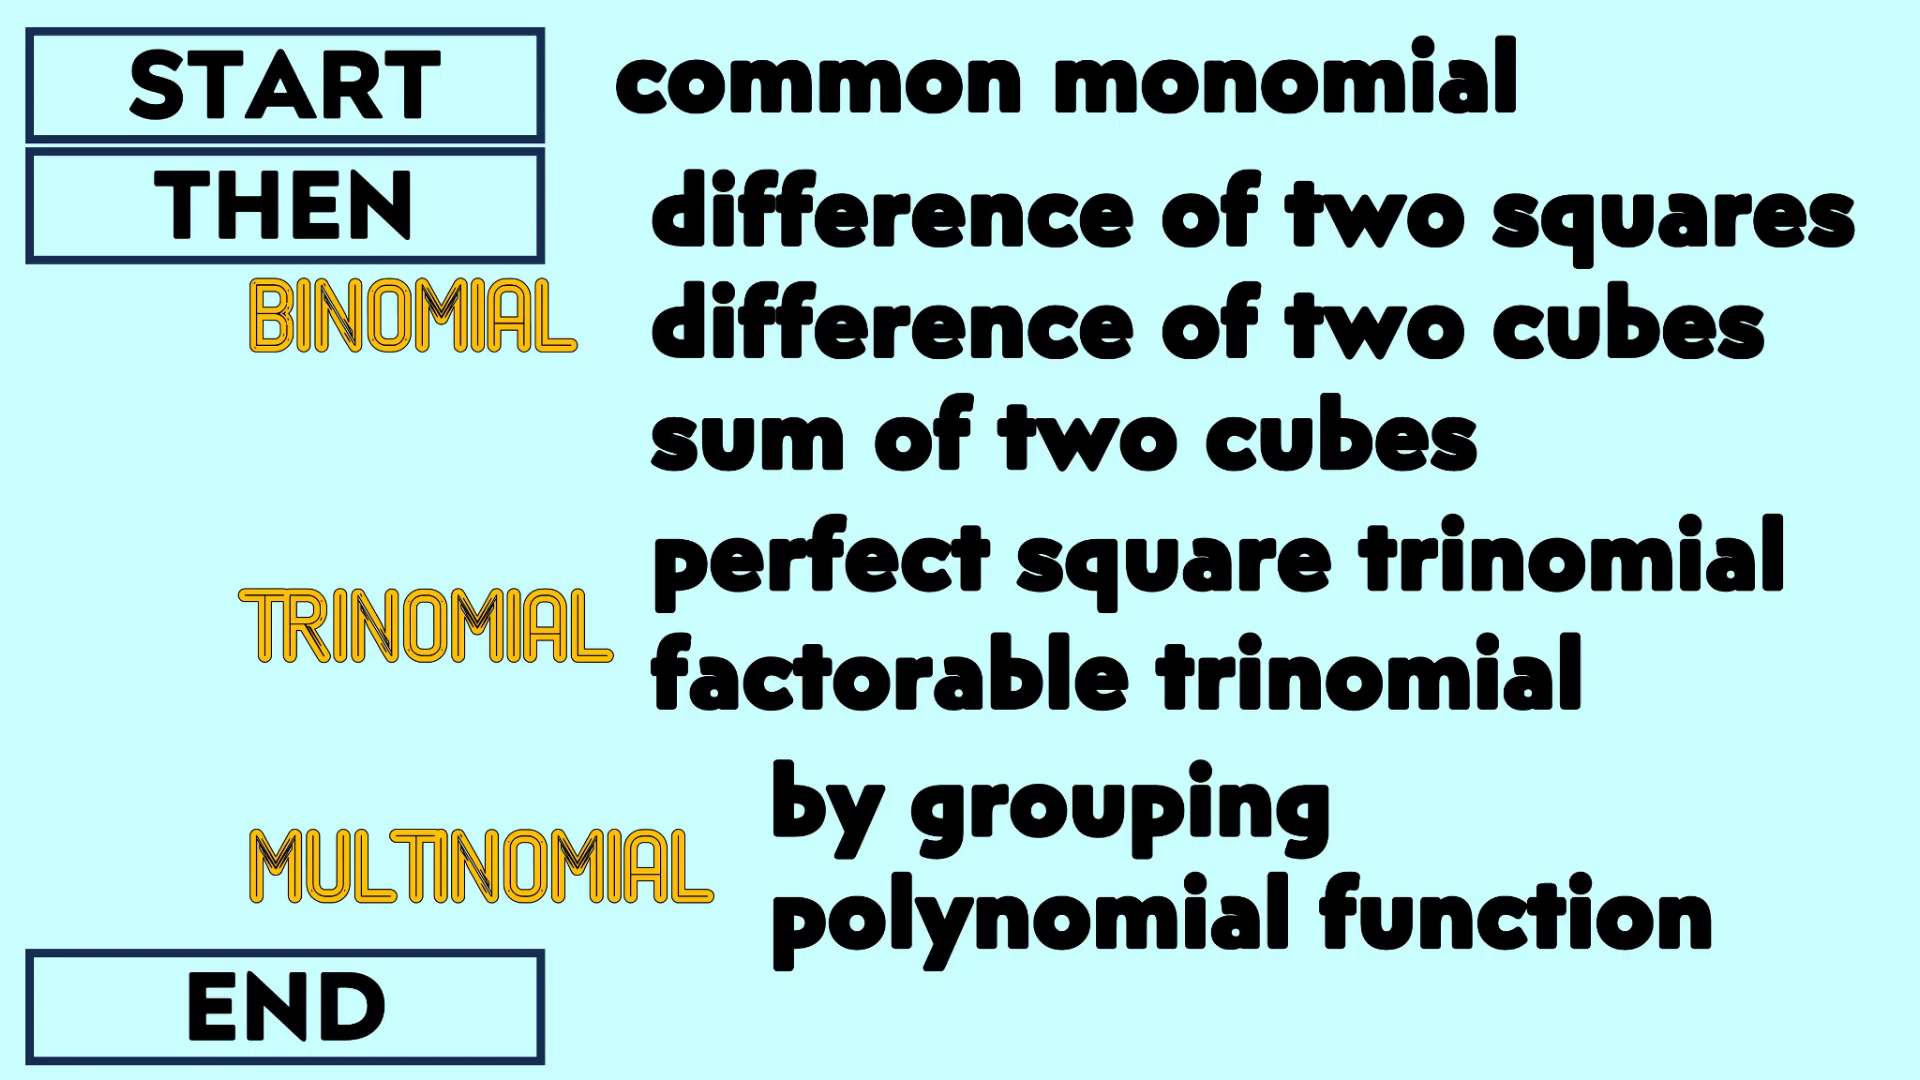 START common monomial
THEN difference of two squares
BINOMIAL difference of two cubes
sum of two cubes
perfect square trinomial
TRINOMIAL factorable trinomial
by grouping
MULTINOMIAL polynomial function
END